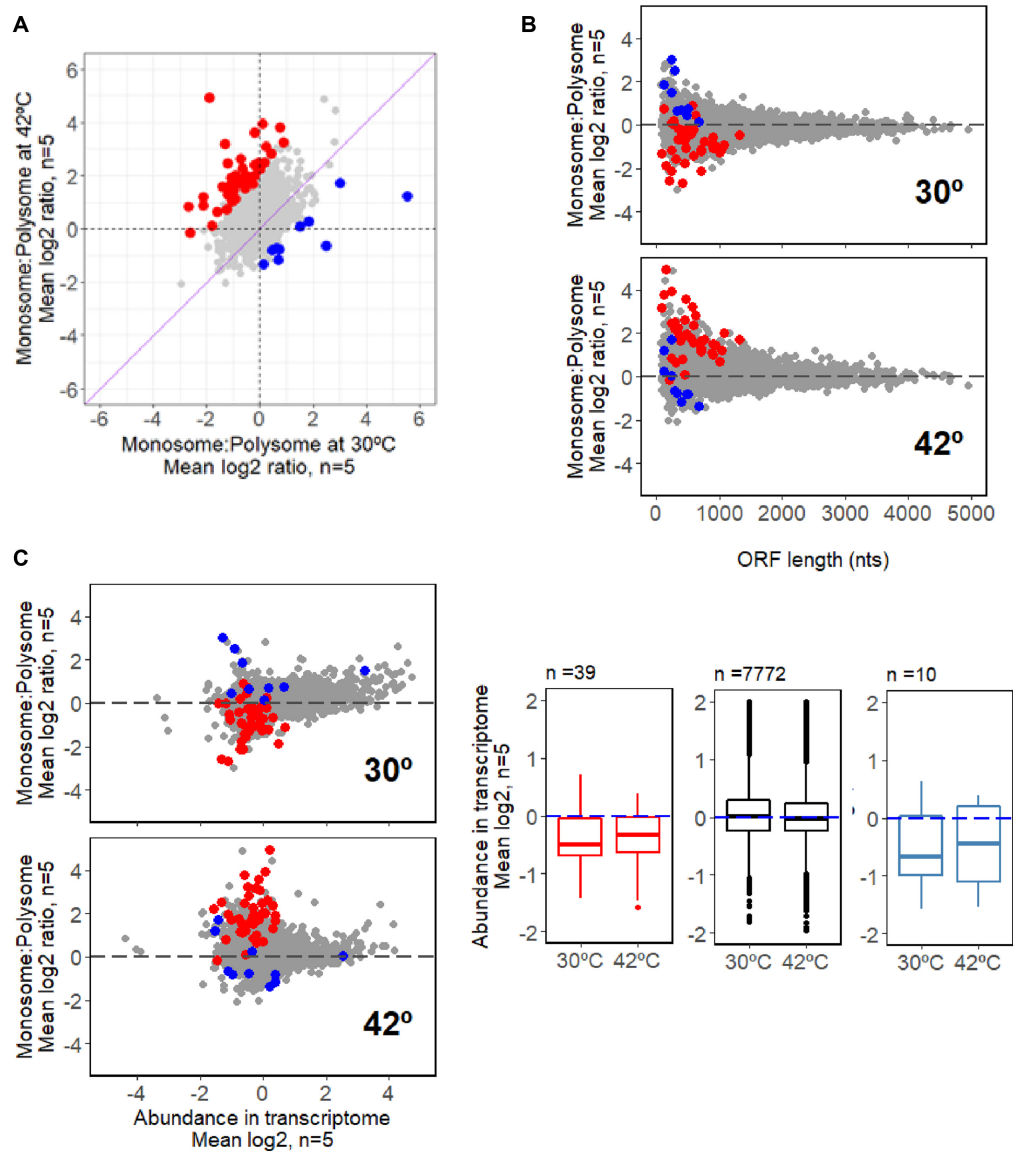 A
Monosome:Polysome at 42ºC
Mean log2 ratio, n=5
6
4
2
0
-2
-4
-6
-6 -4 -2 0 2 4 6
Monosome:Polysome at 30ºC
Mean log2 ratio, n=5
B
Monosome:Polysome
Mean log2 ratio, n=5
4
2
0
-2
-4
30º
Monosome:Polysome
Mean log2 ratio, n=5
4
2
0
-2
-4
42º
0 1000 2000 3000 4000 5000
ORF length (nts)
C
Monosome:Polysome
Mean log2 ratio, n=5
4
2
0
-2
-4
30º
Monosome:Polysome
Mean log2 ratio, n=5
4
2
0
-2
-4
42º
-4 -2 0 2 4
Abundance in transcriptome
Mean log2, n=5
Abundance in transcriptome
Mean log2, n=5
n =39
2
1
0
-1
-2
30ºC 42ºC
n =7772
2
1
0
-1
-2
30ºC 42ºC
n =10
2
1
0
-1
-2
30ºC 42ºC